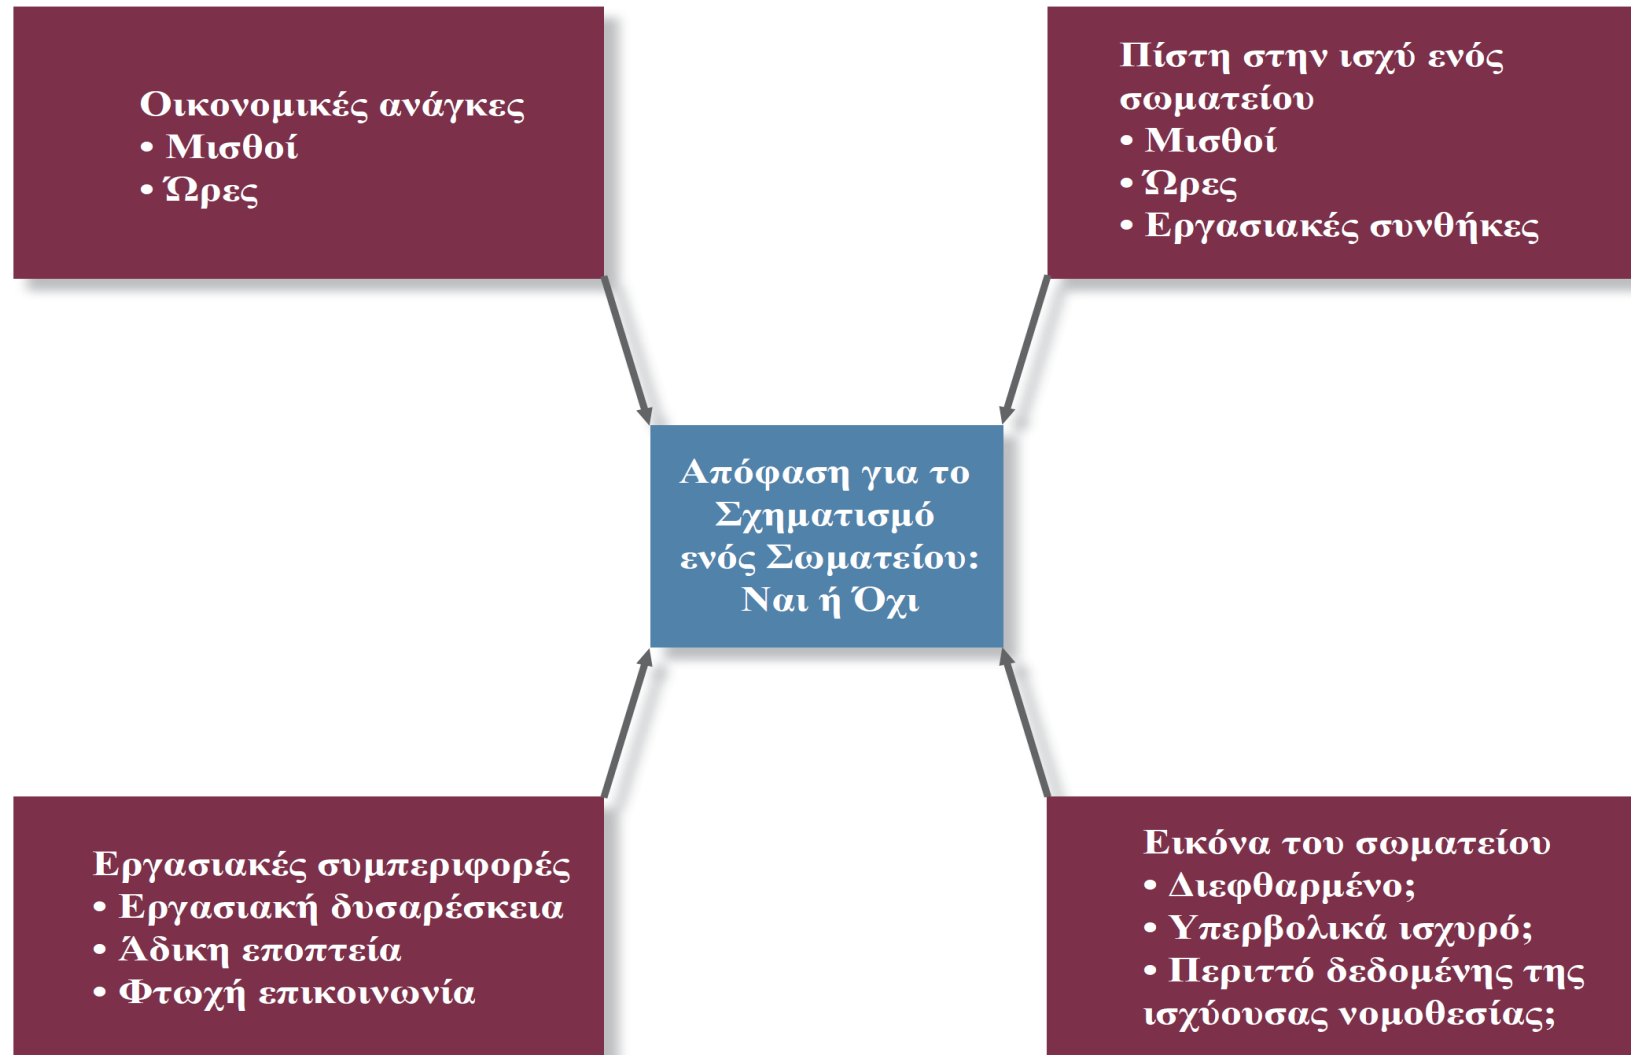 Οικονομικές ανάγκες
• Μισθοί
• Ώρες
Πίστη στην ισχύ ενός
σωματείου
• Μισθοί
• Ώρες
• Εργασιακές συνθήκες
Απόφαση για το
Σχηματισμό
ενός Σωματείου:
Ναι ή Όχι
Εργασιακές συμπεριφορές
• Εργασιακή δυσαρέσκεια
• Άδικη εποπτεία
• Φτωχή επικοινωνία
Εικόνα του σωματείου
• Διεφθαρμένο;
• Υπερβολικά ισχυρό;
• Περιττό δεδομένης της
ισχύουσας νομοθεσίας;